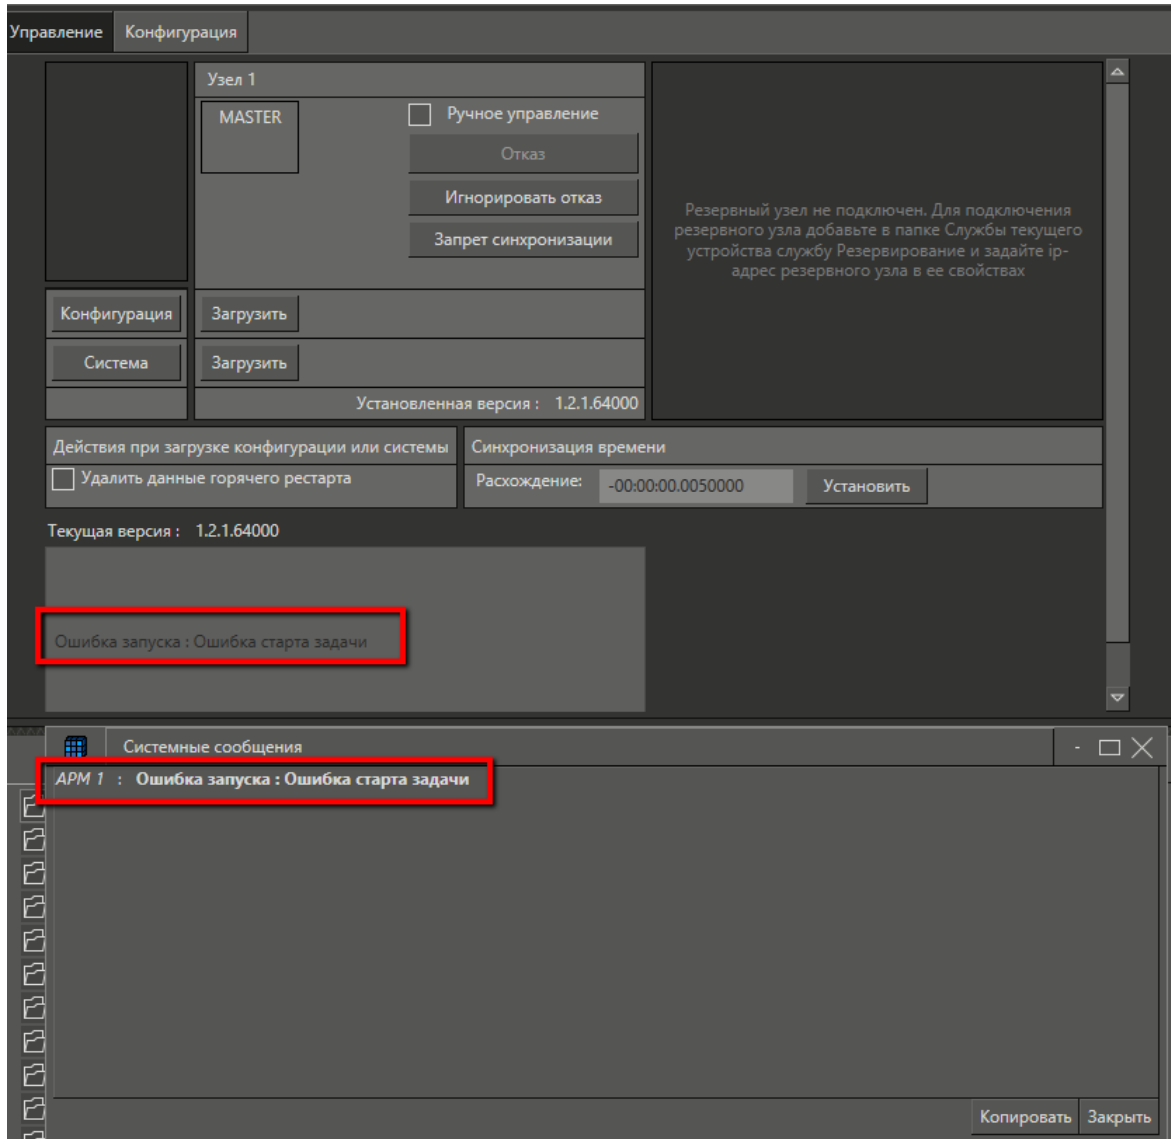 Управление Конфигурация
Узел 1
MASTER
Ручное управление
Отказ
Игнорировать отказ
Запрет синхронизации
Резервный узел не подключен. Для подключения
резервного узла добавьте в папке Службы текущего
устройства службу Резервирование и задайте ip-
адрес резервного узла в ее свойствах
Конфигурация Загрузить
Система Загрузить
Установленная версия : 1.2.1.64000
Действия при загрузке конфигурации или системы
Удалить данные горячего рестарта
Синхронизация времени
Расхождение: -00:00:00.0050000 Установить
Текущая версия : 1.2.1.64000
Ошибка запуска : Ошибка старта задачи
Системные сообщения
АРМ 1 : Ошибка запуска : Ошибка старта задачи
Копировать Закрыть